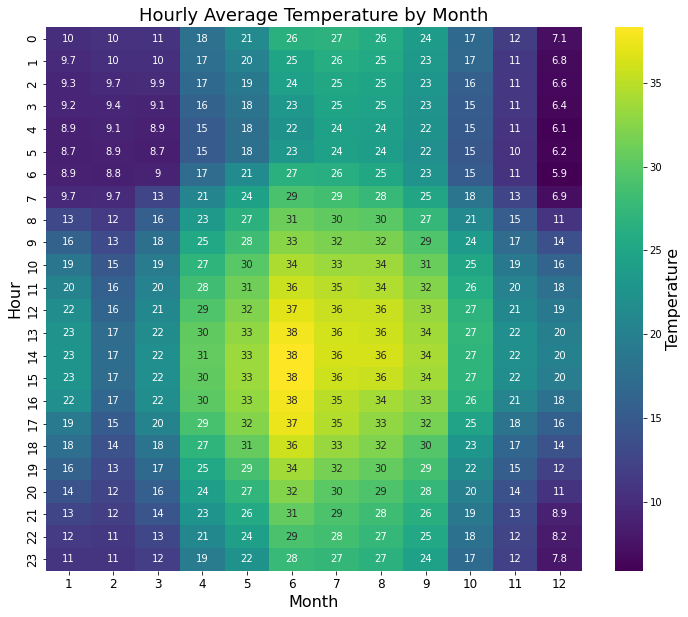 Hourly Average Temperature by Month
0 10 10 11 18 21 26 27 26 24 17 12 7.1
1 9.7 10 10 17 20 25 26 25 23 17 11 6.8
2 9.3 9.7 9.9 17 19 24 25 25 23 16 11 6.6
3 9.2 9.4 9.1 16 18 23 25 25 23 15 11 6.4
4 8.9 9.1 8.9 15 18 22 24 24 22 15 11 6.1
5 8.7 8.9 8.7 15 18 23 24 24 22 15 10 6.2
6 8.9 8.8 9 17 21 27 26 25 23 15 11 5.9
7 9.7 9.7 13 21 24 29 29 28 25 18 13 6.9
8 13 12 16 23 27 31 30 30 27 21 15 11
9 16 13 18 25 28 33 32 32 29 24 17 14
10 19 15 19 27 30 34 33 34 31 25 19 16
11 20 16 20 28 31 36 35 34 32 26 20 18
12 22 16 21 29 32 37 36 36 33 27 21 19
13 23 17 22 30 33 38 36 36 34 27 22 20
14 23 17 22 31 33 38 36 36 34 27 22 20
15 23 17 22 30 33 38 36 36 34 27 22 20
16 22 17 22 30 33 38 35 34 33 26 21 18
17 19 15 20 29 32 37 35 33 32 25 18 16
18 18 14 18 27 31 36 33 32 30 23 17 14
19 16 13 17 25 29 34 32 30 29 22 15 12
20 14 12 16 24 27 32 30 29 28 20 14 11
21 13 12 14 23 26 31 29 28 26 19 13 8.9
22 12 11 13 21 24 29 28 27 25 18 12 8.2
23 11 11 12 19 22 28 27 27 24 17 12 7.8
1 2 3 4 5 6 7 8 9 10 11 12
Month
Hour
35
30
25
20
15
10
Temperature